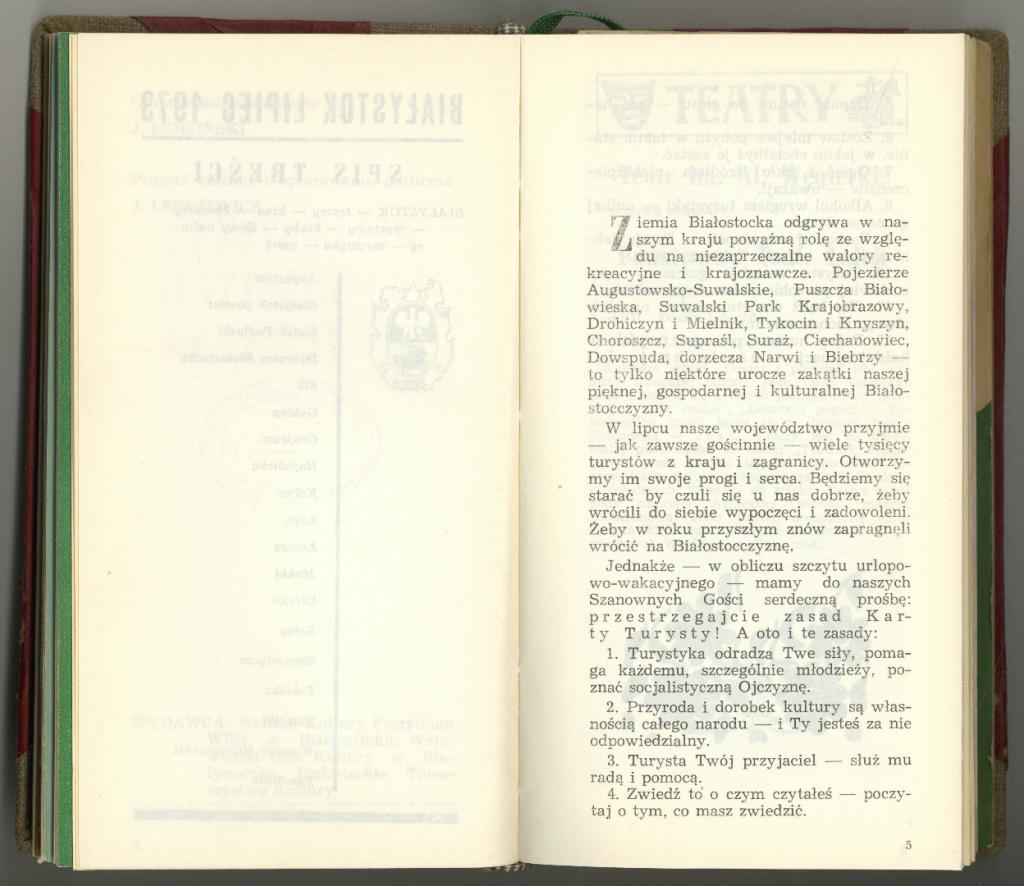 Ziemia Białostocka odgrywa w na-
szym kraju poważną rolę ze wzglę-
du na niezaprzeczalne walory re-
kreacyjne i krajoznawcze. Pojezierze
Augustowsko-Suwalskie, Puszcza Biało-
wieska, Suwalski Park Krajobrazowy,
Drohiczyn i Mielnik, Tykocin i Knyszyn,
Choroszcz, Supraśl, Suraż, Ciechanowiec,
Dowspuda, dorzecza Narwi i Biebrzy —
to tylko niektóre urocze zakątki naszej
pięknej, gospodarnej i kulturalnej Biało-
stocczyzny.
W lipcu nasze województwo przyjmie
— jak zawsze gościnnie — wiele tysięcy
turystów z kraju i zagranicy. Otworzy-
my im swoje progi i serca. Będziemy się
starać by czuli się u nas dobrze, żeby
wrócili do siebie wypoczęci i zadowoleni.
Żeby w roku przyszłym znów zapragnęli
wrócić na Białostocczyznę.
Jednakże — w obliczu szczytu urlopo-
wo-wakacyjnego — mamy do naszych
Szanownych Gości serdeczną prośbę:
przestrzegajcie zasad Kar-
ty Turysty! A oto i te zasady:
1. Turystyka odradza Twe siły, poma-
ga każdemu, szczególnie młodzieży, po-
znać socjalistyczną Ojczyznę.
2. Przyroda i dorobek kultury są włas-
nością całego narodu — i Ty jesteś za nie
odpowiedzialny.
3. Turysta Twój przyjaciel — służ mu
radą i pomocą.
4. Zwiedź to o czym czytałeś — poczy-
taj o tym, co masz zwiedzić.
5